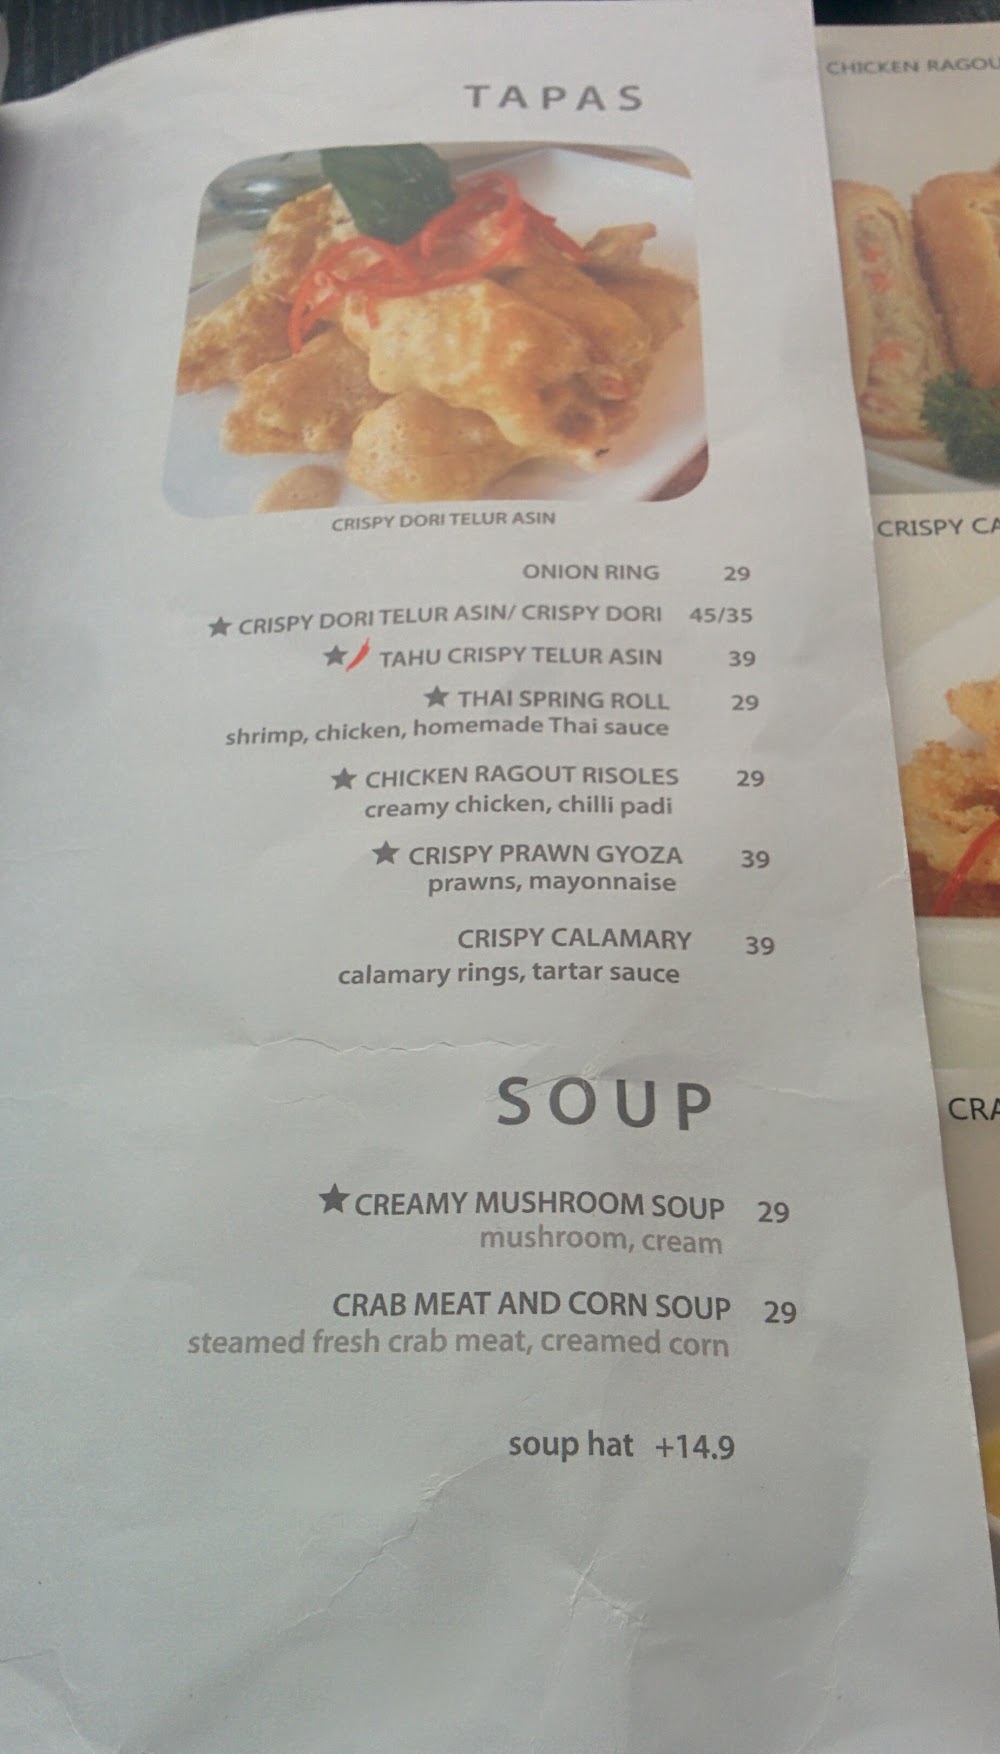 TAPAS
CRISPY DORI TELUR ASIN
ONION RING 29
★ CRISPY DORI TELUR ASIN/ CRISPY DORI 45/35
★ TAHU CRISPY TELUR ASIN 39
★ THAI SPRING ROLL 29
shrimp, chicken, homemade Thai sauce
★ CHICKEN RAGOUT RISOLES 29
creamy chicken, chilli padi
★ CRISPY PRAWN GYOZA 39
prawns, mayonnaise
CRISPY CALAMARY 39
calamary rings, tartar sauce
SOUP
★ CREAMY MUSHROOM SOUP 29
mushroom, cream
CRAB MEAT AND CORN SOUP 29
steamed fresh crab meat, creamed corn
soup hat +14.9
CHICKEN RAGOU
CRISPY CA
CRA